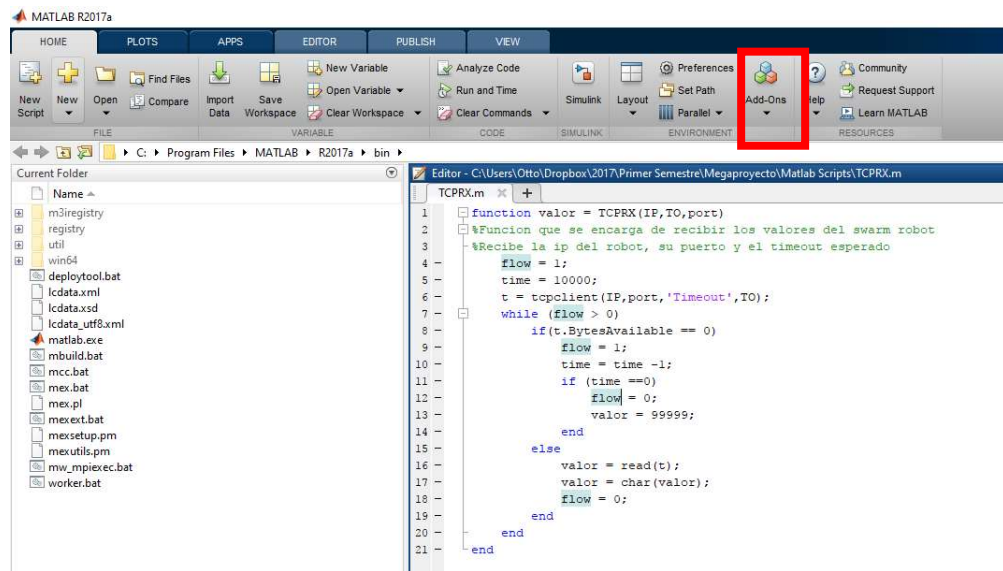 MATLAB R2017a
HOME PLOTS APPS EDITOR PUBLISH VIEW
New Script
New
Open
Find Files
Compare
Import Data
Save Workspace
New Variable
Open Variable
Clear Workspace
Analyze Code
Run and Time
Clear Commands
Simulink
Layout
Preferences
Set Path
Parallel
Add-Ons
Help
Community
Request Support
Learn MATLAB
FILE VARIABLE CODE SIMULINK ENVIRONMENT RESOURCES
C: Program Files MATLAB R2017a bin
Current Folder
Name
m3iregistry
registry
util
win64
deploytool.bat
lcdata.xml
lcdata.xsd
lcdata_utf8.xml
matlab.exe
mbuild.bat
mcc.bat
mex.bat
mex.pl
mexext.bat
mexsetup.pm
mexutils.pm
mw_mpiexec.bat
worker.bat
Editor - C:\Users\Otto\Dropbox\2017\Primer Semestre\Megaproyecto\Matlab Scripts\TCPRX.m
TCPRX.m
1 function valor = TCPRX(IP,TO,port)
2 %Funcion que se encarga de recibir los valores del swarm robot
3 %Recibe la ip del robot, su puerto y el timeout esperado
4 - flow = 1;
5 - time = 10000;
6 - t = tcpclient(IP,port,'Timeout',TO);
7 - while (flow > 0)
8 - if(t.BytesAvailable == 0)
9 - flow = 1;
10 - time = time -1;
11 - if (time ==0)
12 - flow = 0;
13 - valor = 99999;
14 - end
15 - else
16 - valor = read(t);
17 - valor = char(valor);
18 - flow = 0;
19 - end
20 - end
21 - end